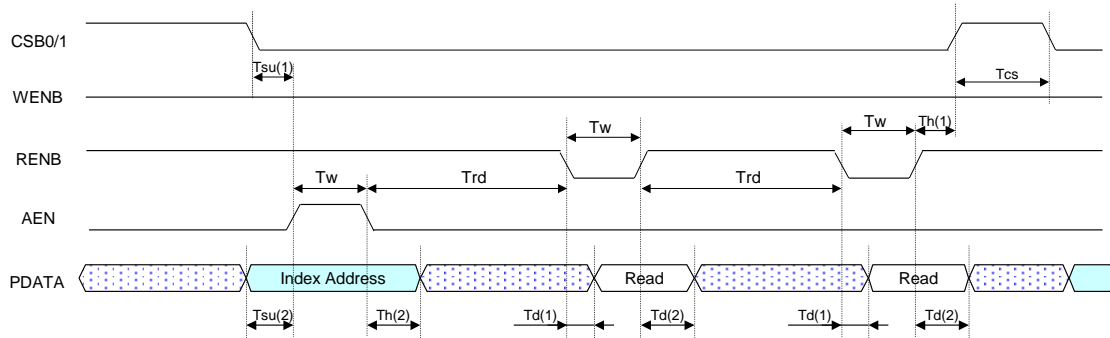 CSB0/1
Tsu(1)
Tcs
WENB
Tw
Tw
Th(1)
RENB
Tw
Trd
Trd
AEN
PDATA
Index Address
Read
Read
Tsu(2)
Th(2)
Td(1)
Td(2)
Td(1)
Td(2)